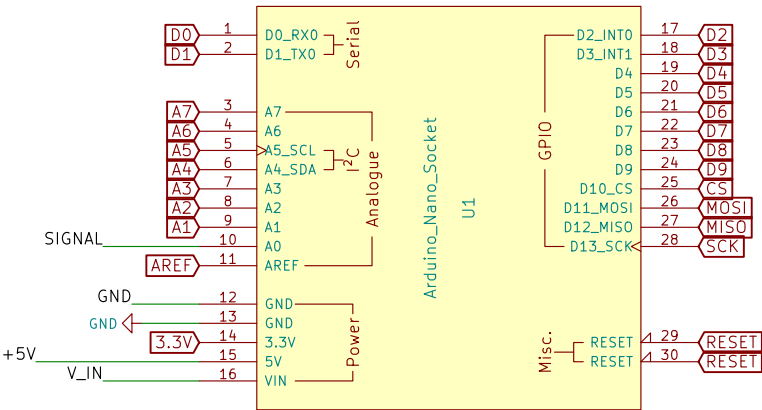 D0 1 D0_RX0
D1 2 D1_TX0
Serial
A7 3 A7
A6 4 A6
A5 5 A5_SCL
A4 6 A4_SDA
I²C
A3 7 A3
A2 8 A2
A1 9 A1
SIGNAL 10 A0
AREF 11 AREF
Analogue
GND 12 GND
GND 13 GND
3.3V 14 3.3V
+5V 15 5V
V_IN 16 VIN
Power
Arduino_Nano_Socket
U1
GPIO
D2_INT0 17 D2
D3_INT1 18 D3
D4 19 D4
D5 20 D5
D6 21 D6
D7 22 D7
D8 23 D8
D9 24 D9
D10_CS 25 CS
D11_MOSI 26 MOSI
D12_MISO 27 MISO
D13_SCK 28 SCK
Misc.
RESET 29 RESET
RESET 30 RESET